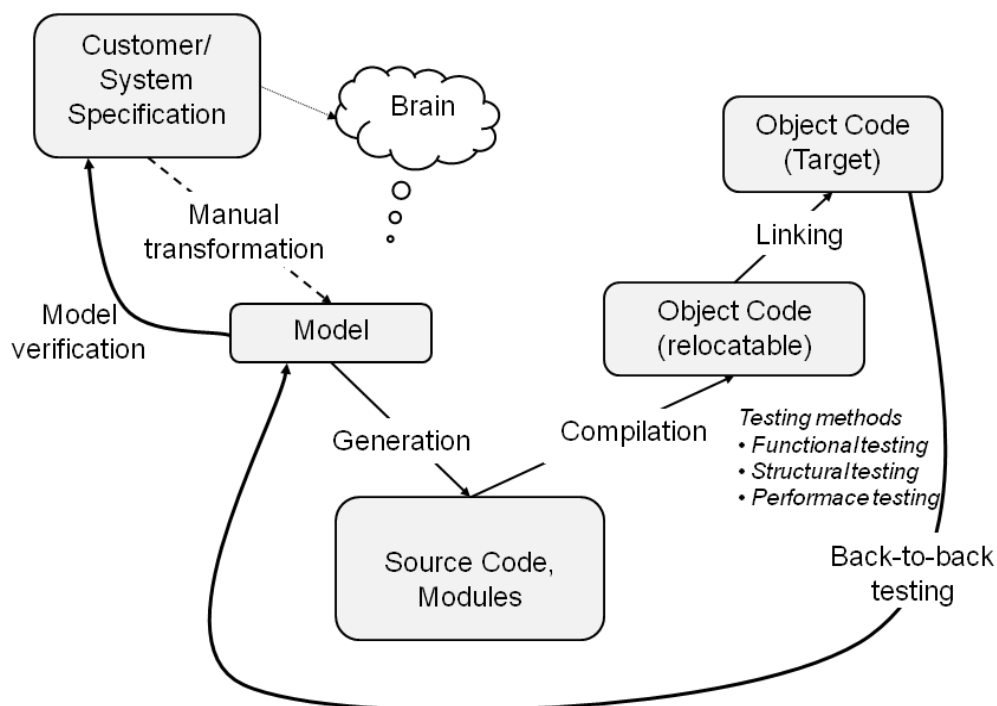 Customer/
System
Specification
Brain
Object Code
(Target)
Manual
transformation
Linking
Model
verification
Model
Object Code
(relocatable)
Generation
Compilation
Testing methods
• Functional testing
• Structural testing
• Performace testing
Source Code,
Modules
Back-to-back
testing